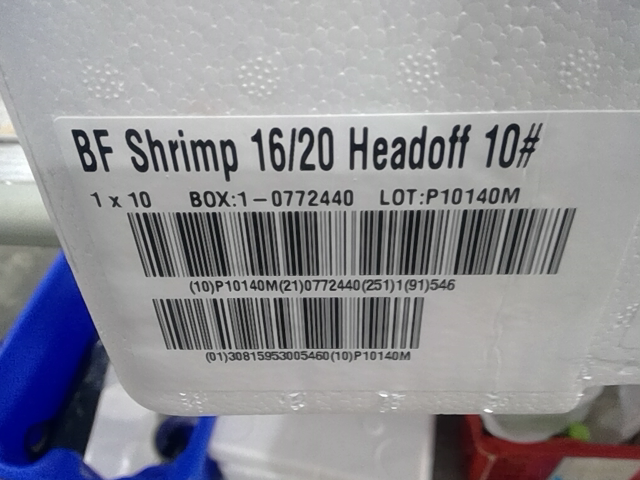 BF Shrimp 16/20 Headoff 10#
1 x 10 BOX:1-0772440 LOT:P10140M
(10)P10140M(21)0772440(251)1(91)546
(01)30815953005460(10)P10140M